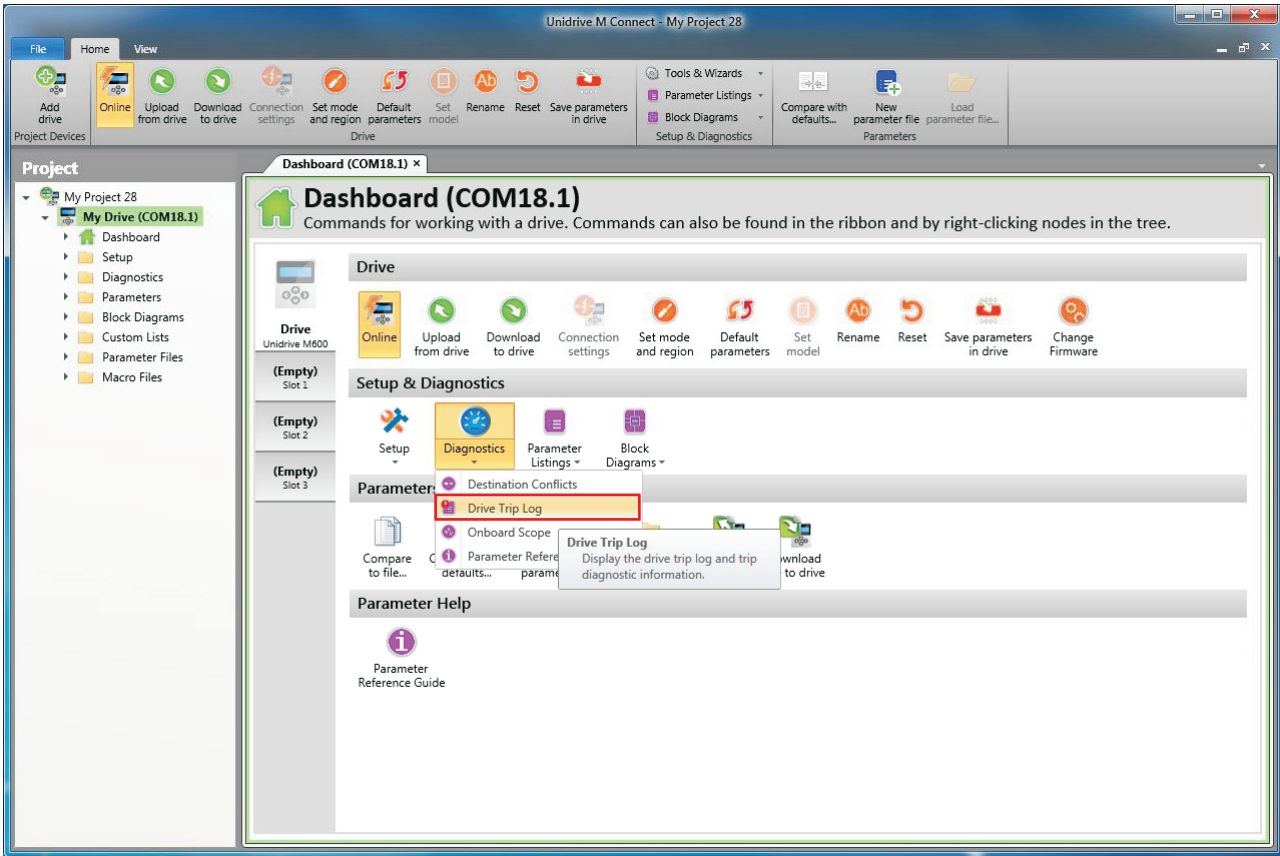 Unidrive M Connect - My Project 28
File Home View
Add drive
Online
Upload from drive
Download to drive
Connection settings
Set mode and region
Default parameters
Set model
Rename
Reset
Save parameters in drive
Tools & Wizards
Parameter Listings
Block Diagrams
Compare with defaults...
New parameter file
Load parameter file...
Project Devices
Drive
Setup & Diagnostics
Parameters
Project
My Project 28
My Drive (COM18.1)
Dashboard
Setup
Diagnostics
Parameters
Block Diagrams
Custom Lists
Parameter Files
Macro Files
Dashboard (COM18.1) ×
Dashboard (COM18.1)
Commands for working with a drive. Commands can also be found in the ribbon and by right-clicking nodes in the tree.
Drive
Unidrive M600
(Empty)
Slot 1
(Empty)
Slot 2
(Empty)
Slot 3
Drive
Online
Upload from drive
Download to drive
Connection settings
Set mode and region
Default parameters
Set model
Rename
Reset
Save parameters in drive
Change Firmware
Setup & Diagnostics
Setup
Diagnostics
Parameter Listings
Block Diagrams
Destination Conflicts
Drive Trip Log
Onboard Scope
Parameter Refere
Drive Trip Log
Display the drive trip log and trip
diagnostic information.
Parameter
Compare to file...
defaults...
parame
wnload to drive
Parameter Help
Parameter
Reference Guide